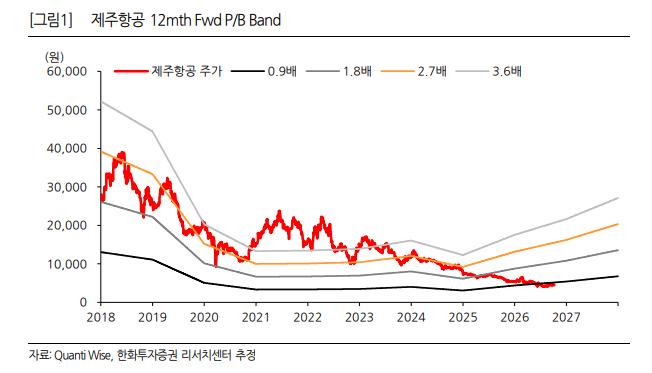 [그림1] 제주항공 12mth Fwd P/B Band
(원)
60,000
제주항공 주가 0.9배 1.8배 2.7배 3.6배
50,000
40,000
30,000
20,000
10,000
0
2018 2019 2020 2021 2022 2023 2024 2025 2026 2027
자료: Quanti Wise, 한화투자증권 리서치센터 추정